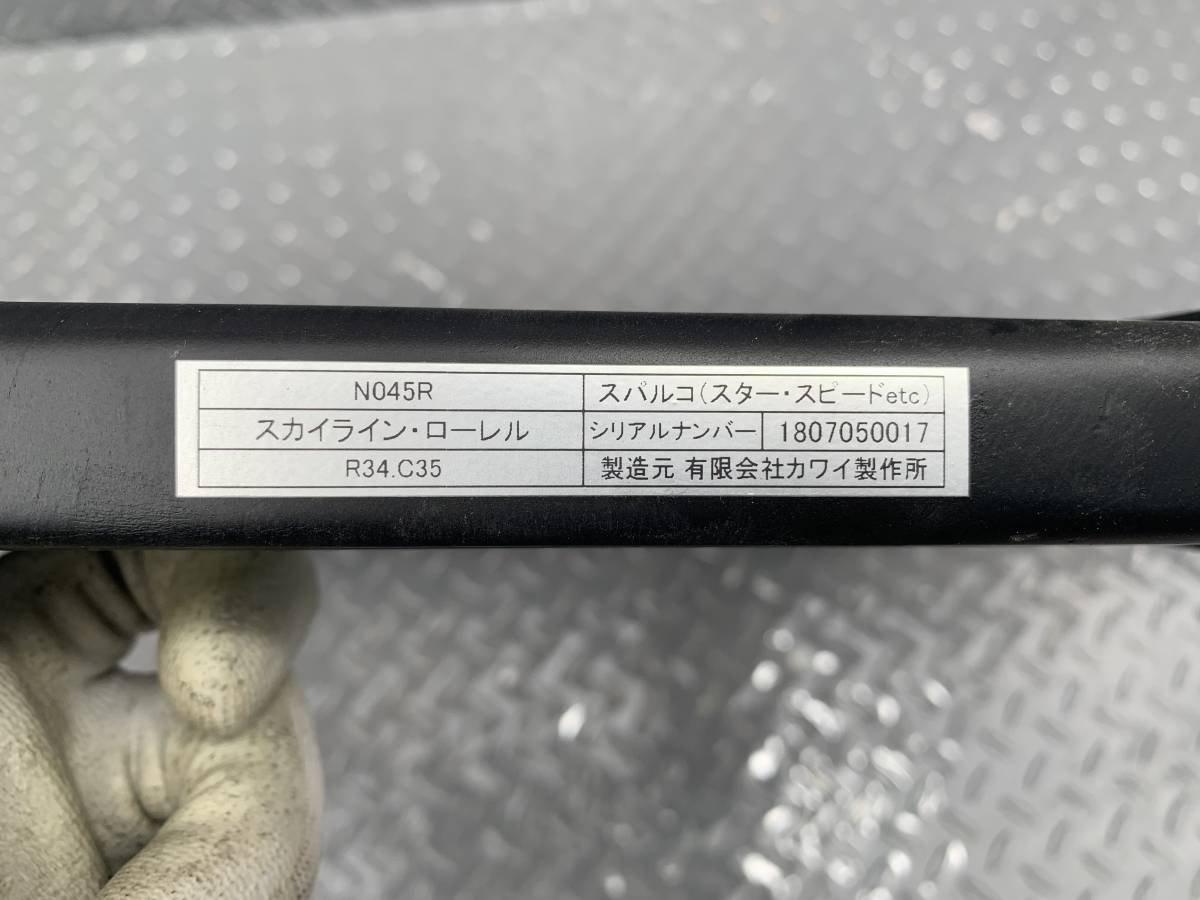 N045R スパルコ(スター・スピードetc)
スカイライン・ローレル シリアルナンバー 1807050017
R34.C35 製造元 有限会社カワイ製作所